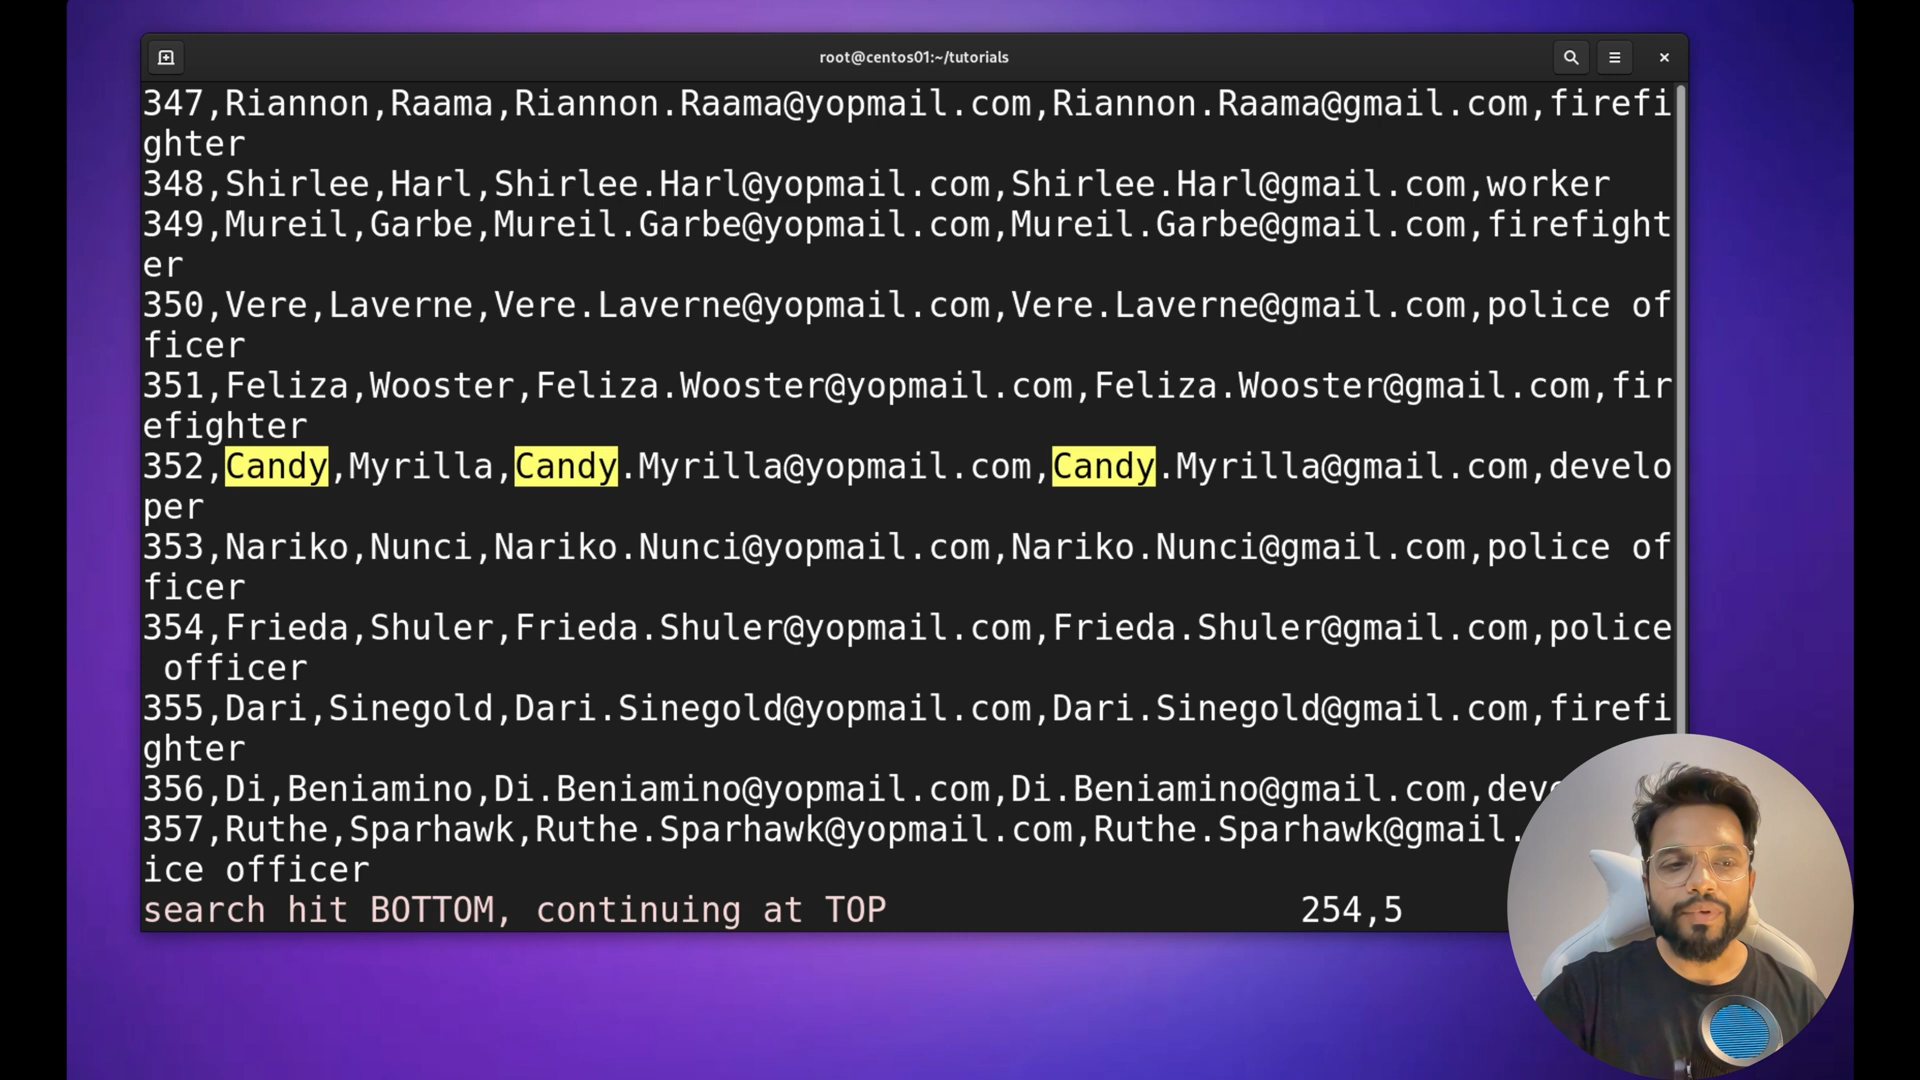 root@centos01:~/tutorials
347,Riannon,Raama,Riannon.Raama@yopmail.com,Riannon.Raama@gmail.com,firefi
ghter
348,Shirlee,Harl,Shirlee.Harl@yopmail.com,Shirlee.Harl@gmail.com,worker
349,Mureil,Garbe,Mureil.Garbe@yopmail.com,Mureil.Garbe@gmail.com,firefight
er
350,Vere,Laverne,Vere.Laverne@yopmail.com,Vere.Laverne@gmail.com,police of
ficer
351,Feliza,Wooster,Feliza.Wooster@yopmail.com,Feliza.Wooster@gmail.com,fir
efighter
352,Candy,Myrilla,Candy.Myrilla@yopmail.com,Candy.Myrilla@gmail.com,develo
per
353,Nariko,Nunci,Nariko.Nunci@yopmail.com,Nariko.Nunci@gmail.com,police of
ficer
354,Frieda,Shuler,Frieda.Shuler@yopmail.com,Frieda.Shuler@gmail.com,police
officer
355,Dari,Sinegold,Dari.Sinegold@yopmail.com,Dari.Sinegold@gmail.com,firefi
ghter
356,Di,Beniamino,Di.Beniamino@yopmail.com,Di.Beniamino@gmail.com,dev
357,Ruthe,Sparhawk,Ruthe.Sparhawk@yopmail.com,Ruthe.Sparhawk@gmail.
ice officer
search hit BOTTOM, continuing at TOP 254,5